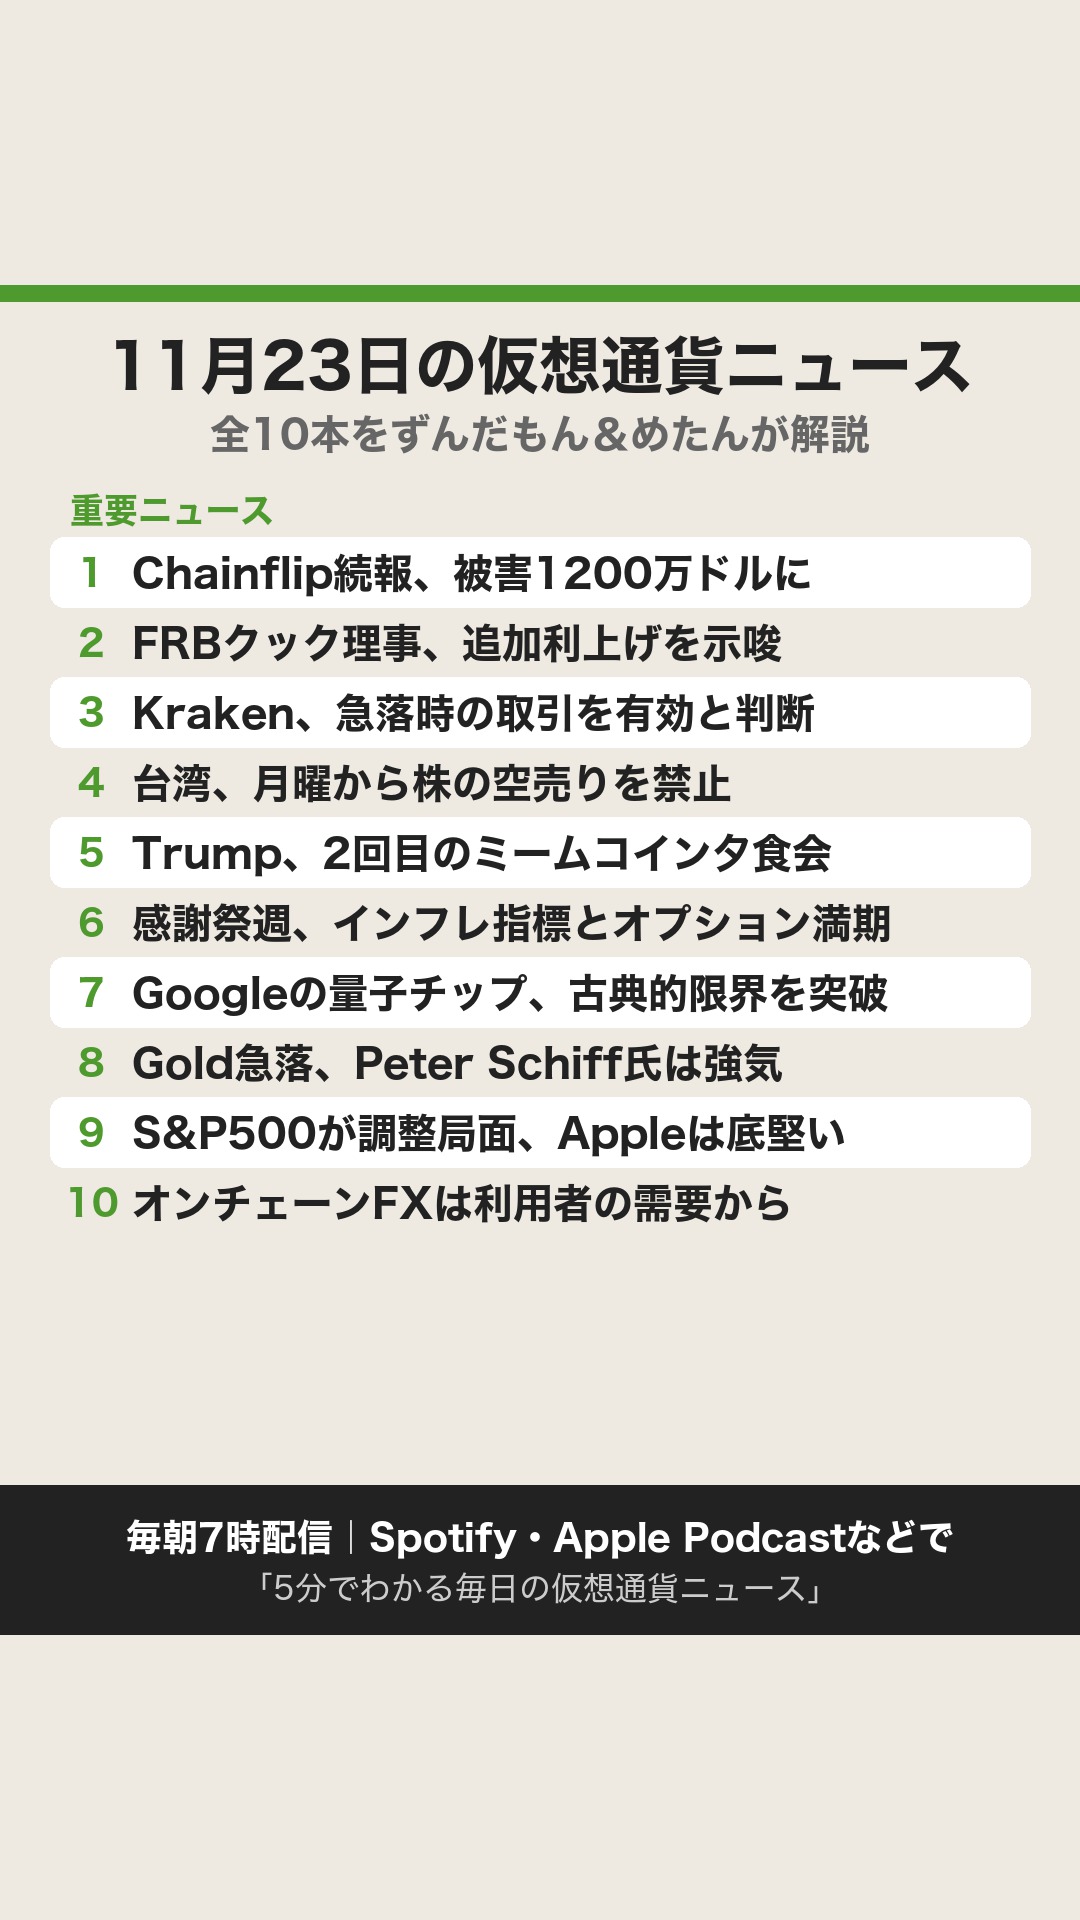 11月23日の仮想通貨ニュース
全10本をずんだもん＆めたんが解説
重要ニュース
1 Chainflip続報、被害1200万ドルに
2 FRBクック理事、追加利上げを示唆
3 Kraken、急落時の取引を有効と判断
4 台湾、月曜から株の空売りを禁止
5 Trump、2回目のミームコイン夕食会
6 感謝祭週、インフレ指標とオプション満期
7 Googleの量子チップ、古典的限界を突破
8 Gold急落、Peter Schiff氏は強気
9 S&P500が調整局面、Appleは底堅い
10 オンチェーンFXは利用者の需要から
毎朝7時配信｜Spotify・Apple Podcastなどで
「5分でわかる毎日の仮想通貨ニュース」